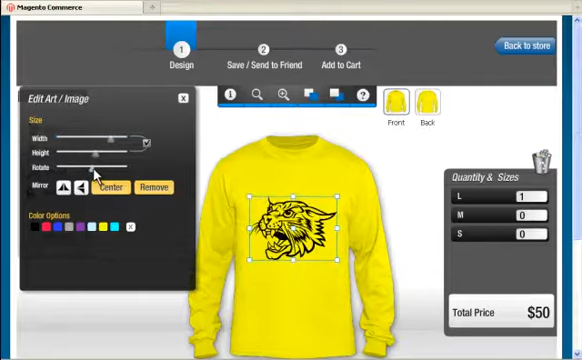 Magento Commerce
1
2
3
Design
Save / Send to Friend
Add to Cart
Back to store
Edit Art / Image
X
Size
Width
Height
Rotate
Mirror
Center
Remove
Color Options
X
i
?
Front
Back
Quantity & Sizes
L
1
M
0
S
0
Total Price
$50